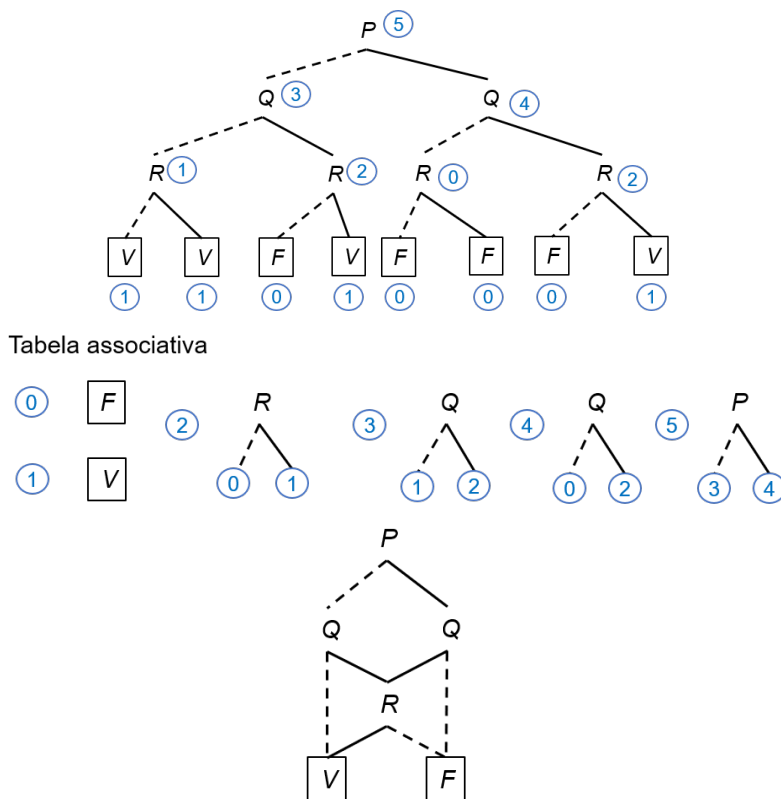 P 5
Q 3 Q 4
R 1 R 2 R 0 R 2
V V F V F F F V
1 1 0 1 0 0 0 1
Tabela associativa
0 F 2 R 3 Q 4 Q 5 P
1 V 0 1 1 2 0 2 3 4
P
Q Q
R
V F